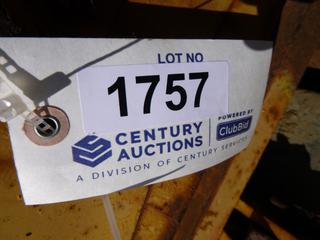 LOT NO
1757
CENTURY
AUCTIONS
POWERED BY
ClubBid
A DIVISION OF CENTURY SERVICES